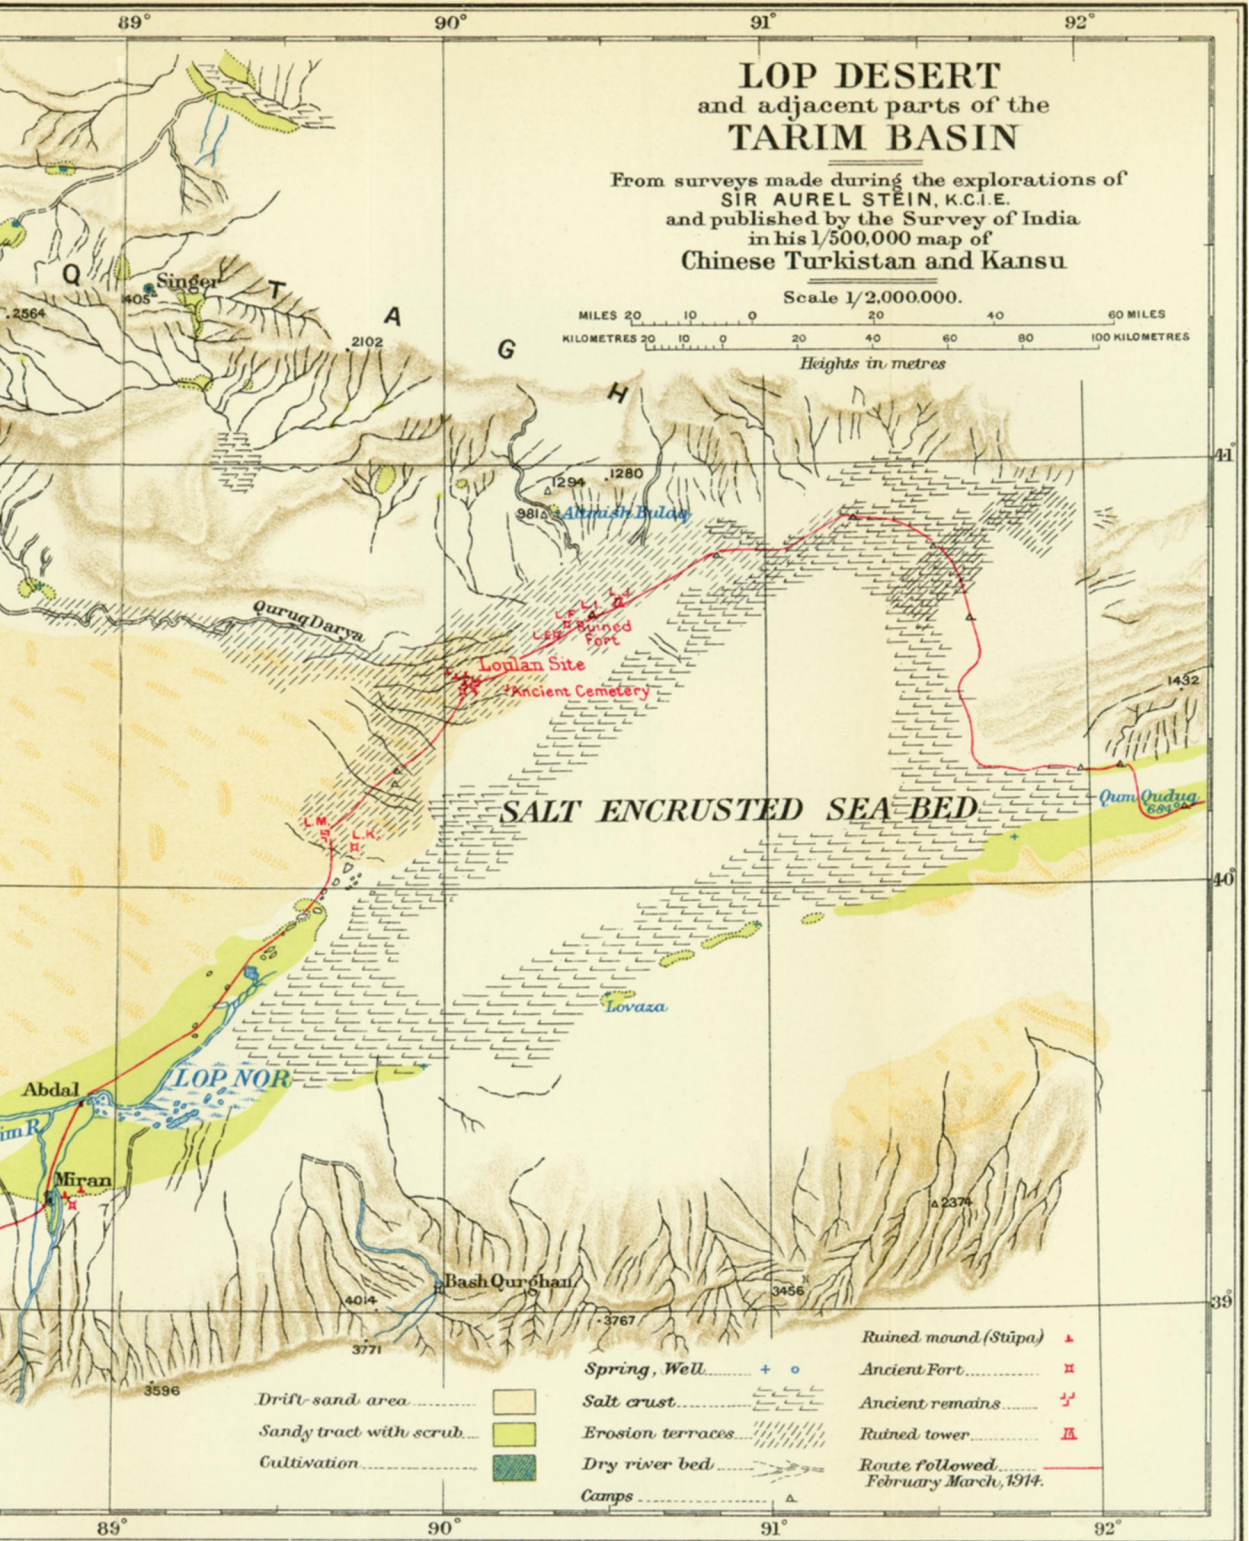 89° 90° 91° 92°
LOP DESERT
and adjacent parts of the
TARIM BASIN
From surveys made during the explorations of
SIR AUREL STEIN, K.C.I.E.
and published by the Survey of India
in his 1/500,000 map of
Chinese Turkistan and Kansu
Scale 1/2,000,000.
MILES 20 10 0 20 40 60 MILES
KILOMETRES 20 10 0 20 40 60 80 100 KILOMETRES
Heights in metres
Q T A G H
Singer
405
2564
2102
41°
1294
1280
981
Altmish Bulaq
QuruqDarya
L.F. L.I. L.J.
L.E.
Ruined
Fort
Loulan Site
Ancient Cemetery
1432
SALT ENCRUSTED SEA BED
Qum Quduq
684
L.M.
L.K.
40°
Lovaza
LOP NOR
Abdal
im R.
Miran
2374
Bash Qurghan
3456
4014
39°
3767
3771
3596
Drift-sand area
Sandy tract with scrub
Cultivation
Spring, Well
Salt crust
Erosion terraces
Dry river bed
Camps
Ruined mound (Stūpa)
Ancient Fort
Ancient remains
Ruined tower
Route followed
February March, 1914.
89° 90° 91° 92°